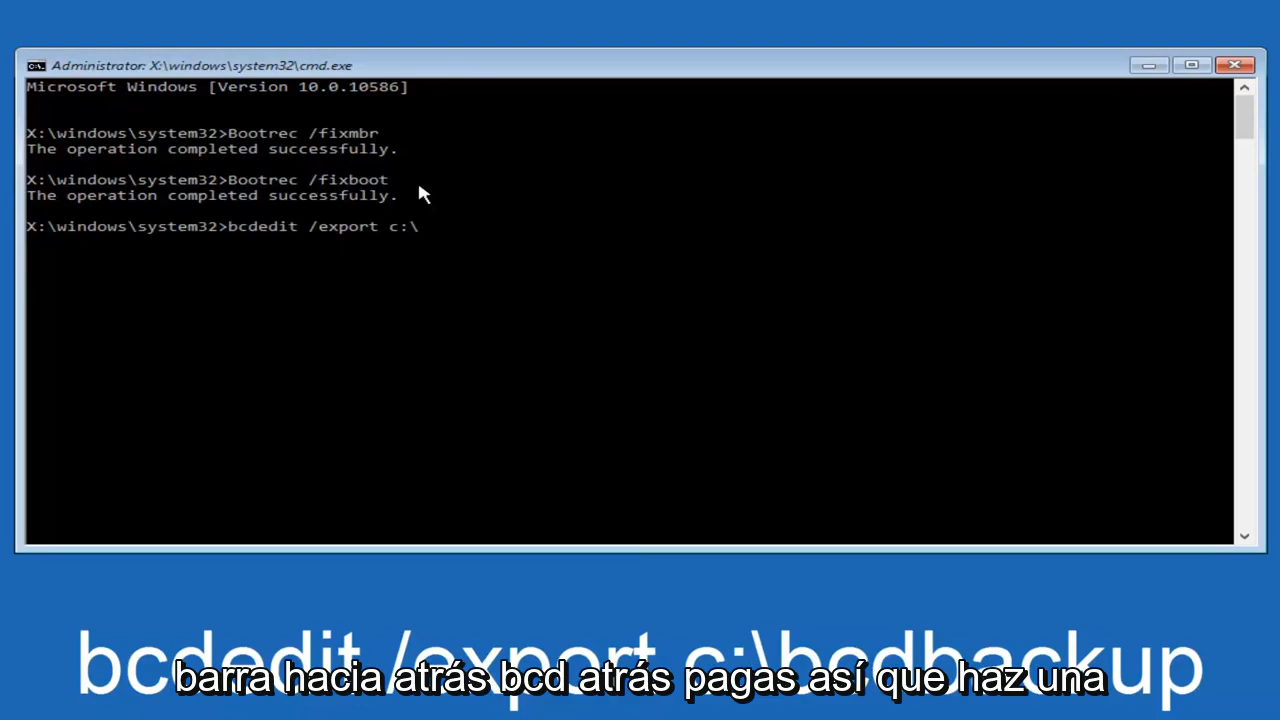 Administrator: X:\windows\system32\cmd.exe
Microsoft Windows [Version 10.0.10586]
X:\windows\system32>Bootrec /fixmbr
The operation completed successfully.
X:\windows\system32>Bootrec /fixboot
The operation completed successfully.
X:\windows\system32>bcdedit /export c:\
bcdedit /export c:\bcdbackup
barra hacia atrás bcd atrás pagas así que haz una